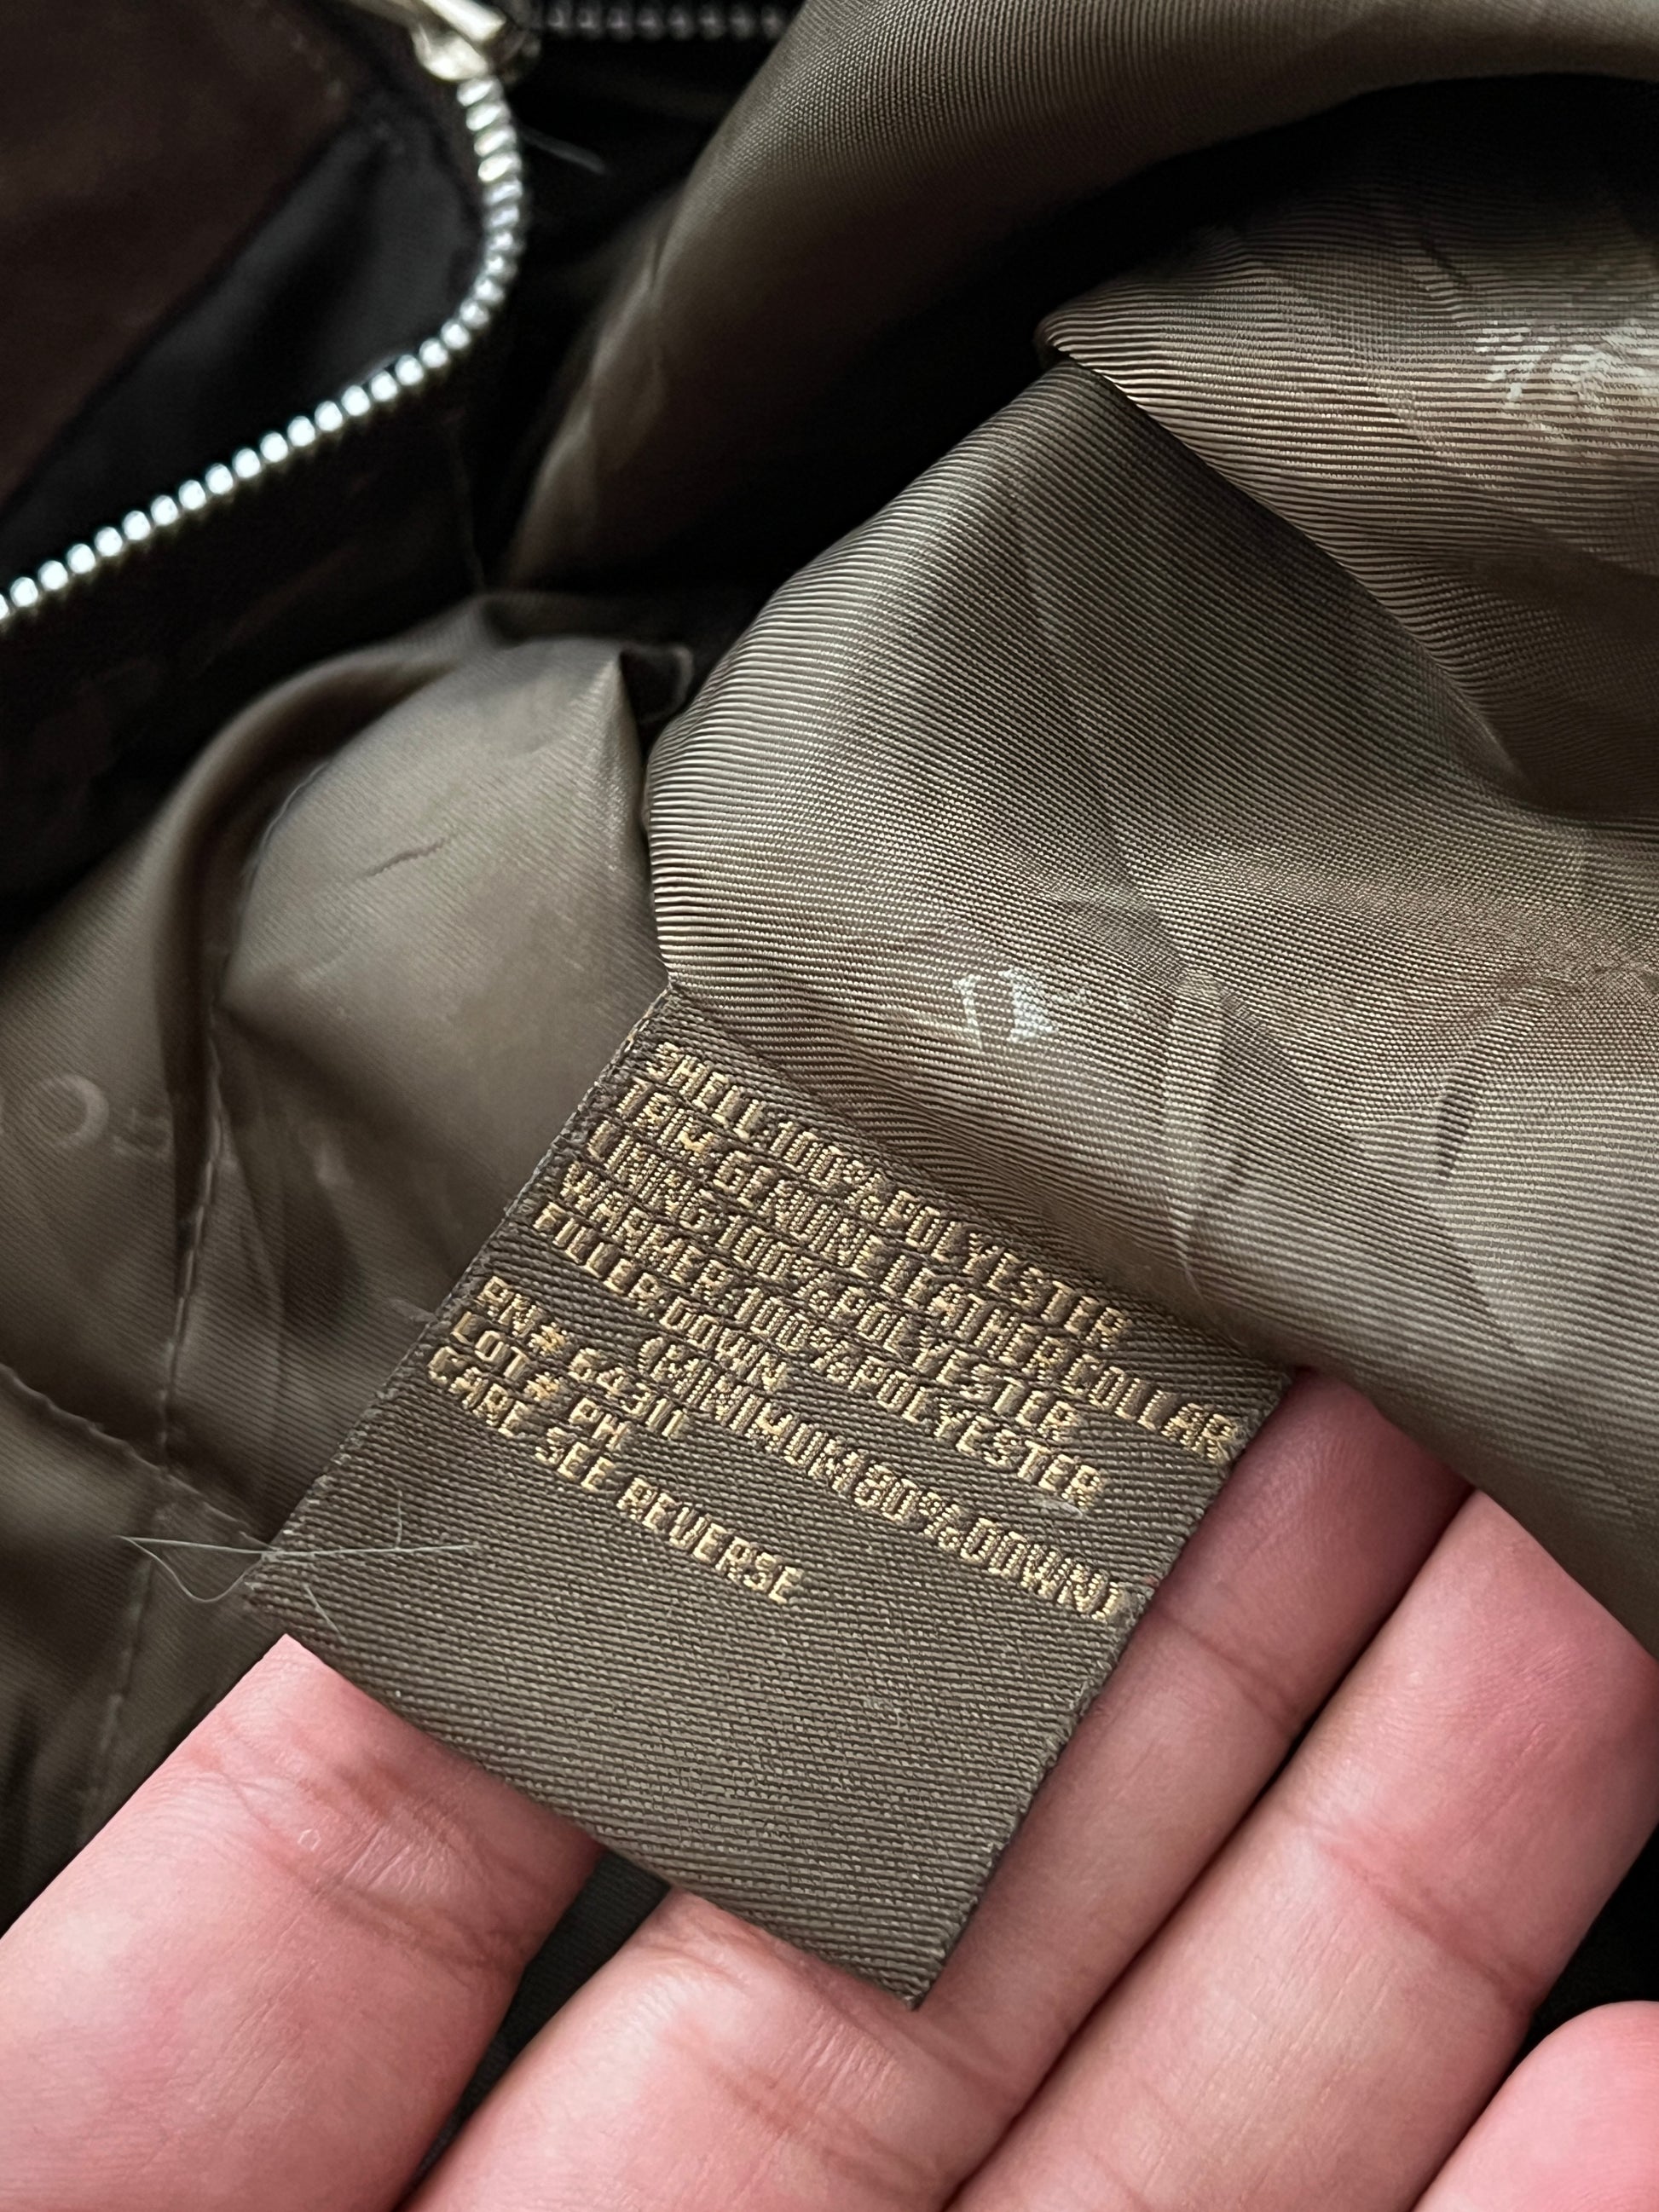 SHELL:100%POLYESTER
TRIM:GENUINE LEATHER COLLAR
LINING:100%POLYESTER
WARMER:100%POLYESTER
FILLER:DOWN
(MINIMUM 80%DOWN)
RN# 64311
LOT# PH
CARE SEE REVERSE